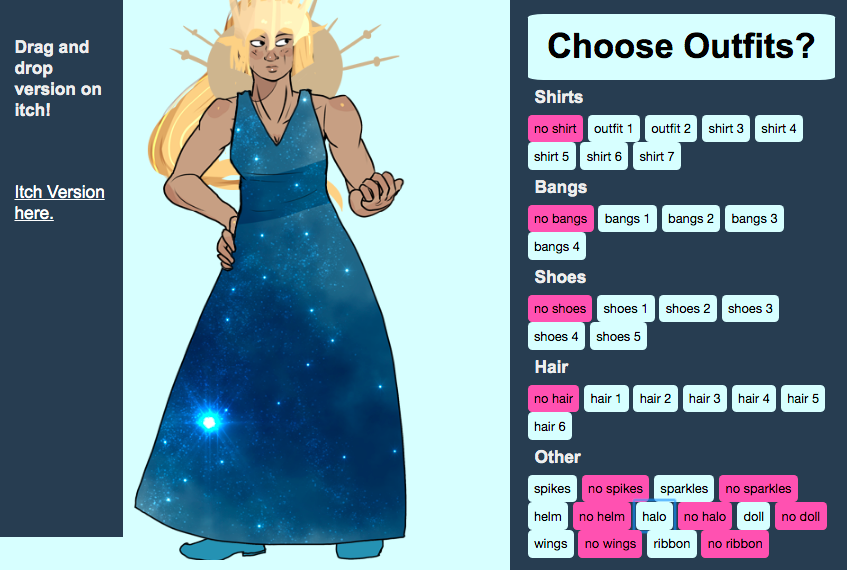 Drag and
drop
version on
itch!
Itch Version
here.
Choose Outfits?
Shirts
no shirt outfit 1 outfit 2 shirt 3 shirt 4
shirt 5 shirt 6 shirt 7
Bangs
no bangs bangs 1 bangs 2 bangs 3
bangs 4
Shoes
no shoes shoes 1 shoes 2 shoes 3
shoes 4 shoes 5
Hair
no hair hair 1 hair 2 hair 3 hair 4 hair 5
hair 6
Other
spikes no spikes sparkles no sparkles
helm no helm halo no halo doll no doll
wings no wings ribbon no ribbon